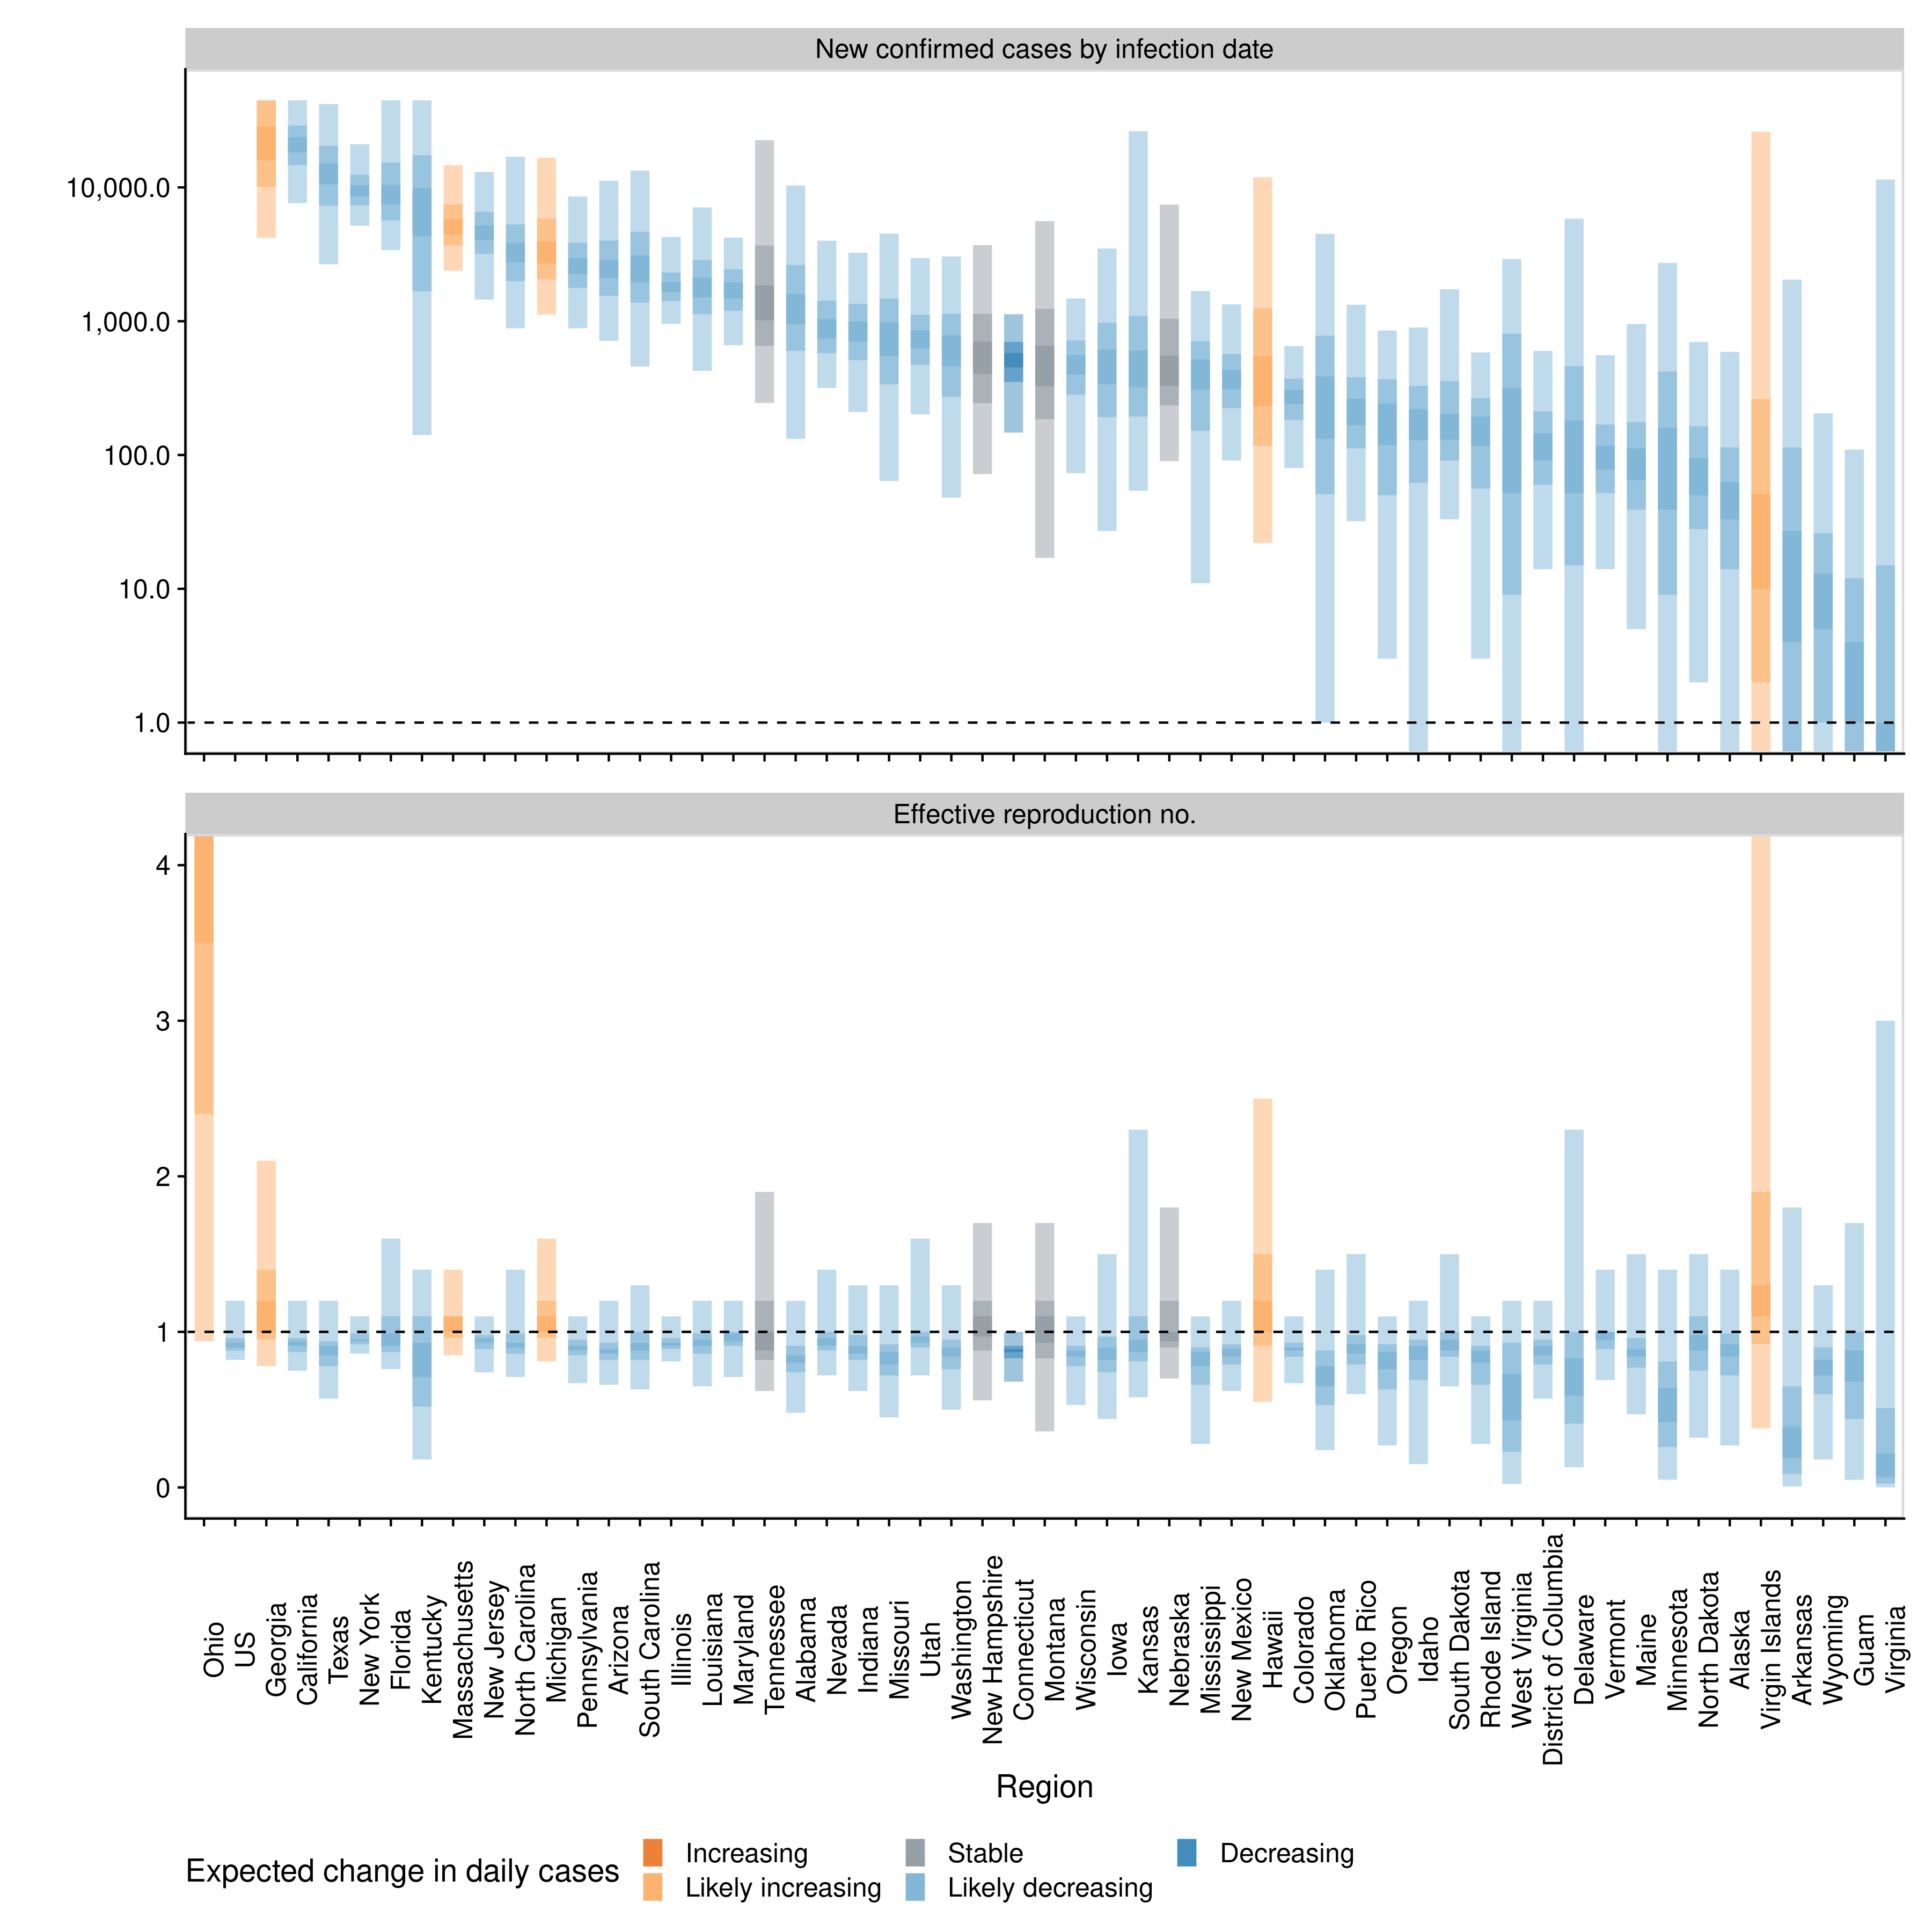 New confirmed cases by infection date
10,000.0
1,000.0
100.0
10.0
1.0
Effective reproduction no.
4
3
2
1
0
Ohio
US
Georgia
California
Texas
New York
Florida
Kentucky
Massachusetts
New Jersey
North Carolina
Michigan
Pennsylvania
Arizona
South Carolina
Illinois
Louisiana
Maryland
Tennessee
Alabama
Nevada
Indiana
Missouri
Utah
Washington
New Hampshire
Connecticut
Montana
Wisconsin
Iowa
Kansas
Nebraska
Mississippi
New Mexico
Hawaii
Colorado
Oklahoma
Puerto Rico
Oregon
Idaho
South Dakota
Rhode Island
West Virginia
District of Columbia
Delaware
Vermont
Maine
Minnesota
North Dakota
Alaska
Virgin Islands
Arkansas
Wyoming
Guam
Virginia
Region
Expected change in daily cases
Increasing
Likely increasing
Stable
Likely decreasing
Decreasing